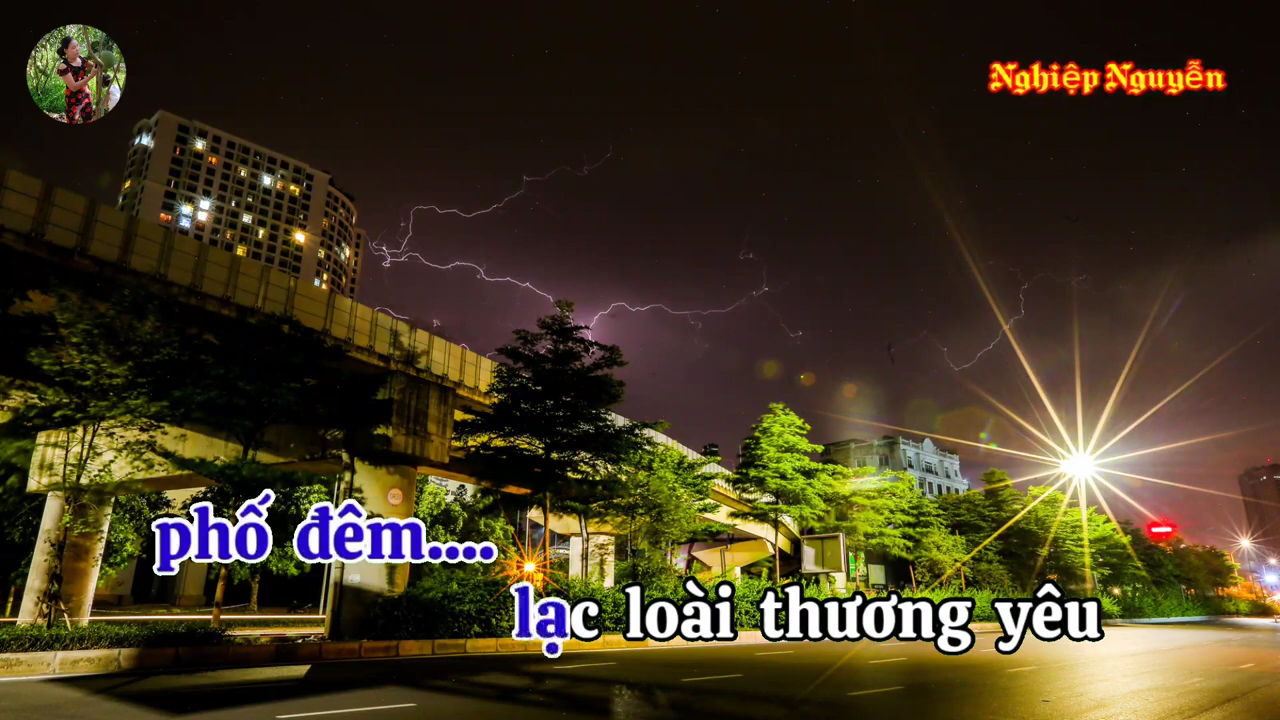 Nghiệp Nguyễn
phố đêm....
lạc loài thương yêu